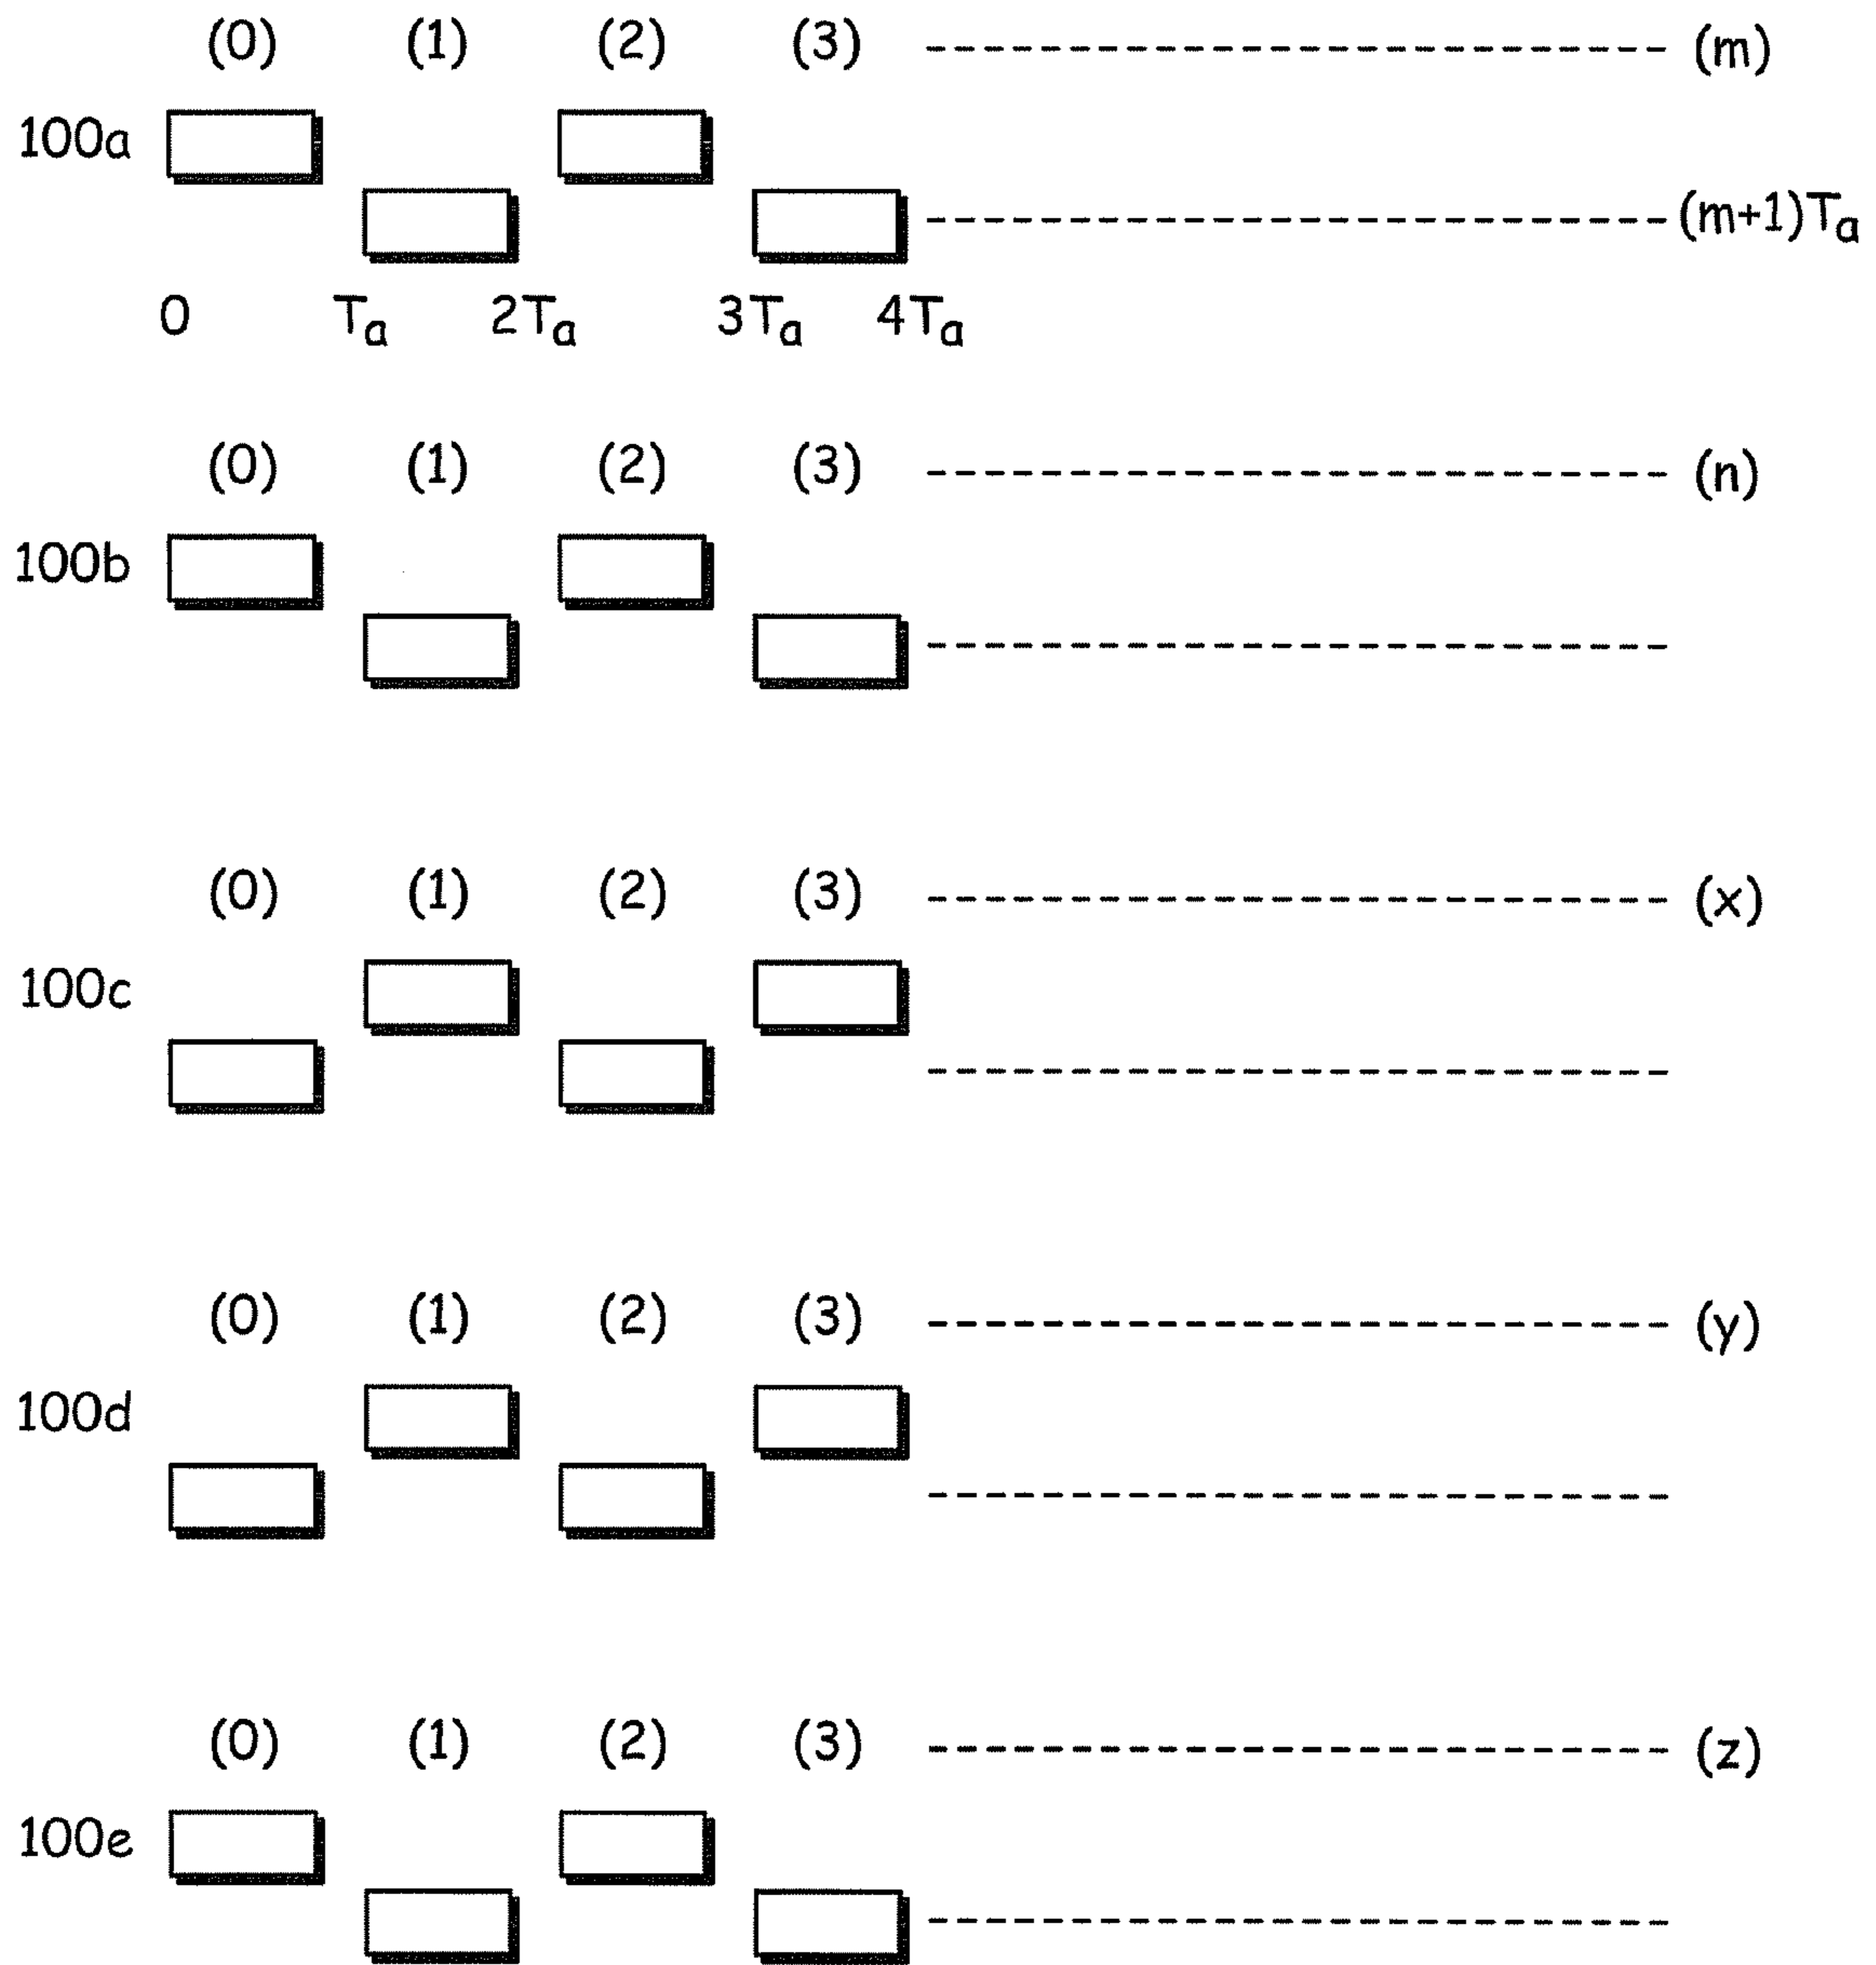 (0) (1) (2) (3) (m)
100a
(m+1)Ta
0 Ta 2Ta 3Ta 4Ta
(0) (1) (2) (3) (n)
100b
(0) (1) (2) (3) (x)
100c
(0) (1) (2) (3) (y)
100d
(0) (1) (2) (3) (z)
100e